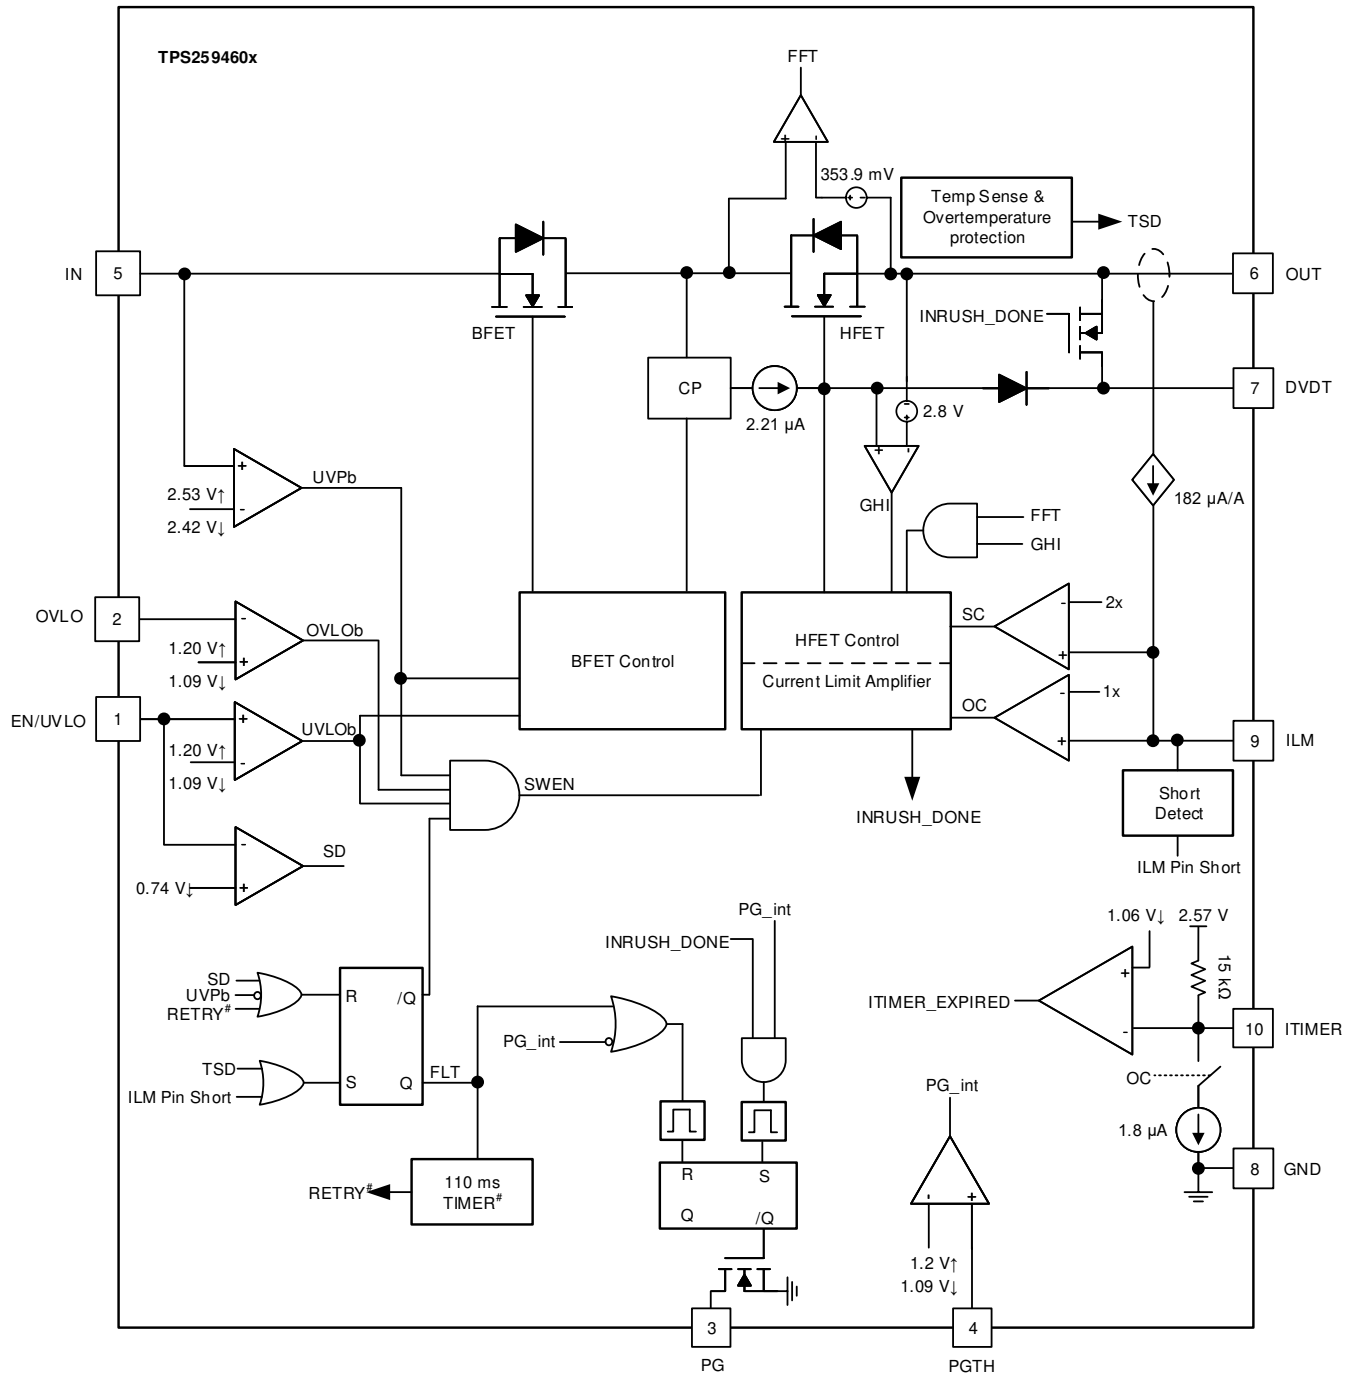 TPS259460x
FFT
+ -
353.9 mV
+ -
Temp Sense &
Overtemperature
protection
TSD
IN
5
6
OUT
BFET
HFET
INRUSH_DONE
CP
2.21 µA
2.8 V
-
+
7
DVDT
+
2.53 V↑
-
2.42 V↓
UVPb
+ -
GHI
182 µA/A
FFT
GHI
OVLO
2
-
1.20 V↑
+
1.09 V↓
OVLOb
BFET Control
HFET Control
Current Limit Amplifier
SC
-
2x
+
OC
-
1x
+
EN/UVLO
1
+
1.20 V↑
-
1.09 V↓
UVLOb
9
ILM
SWEN
INRUSH_DONE
Short
Detect
ILM Pin Short
-
0.74 V↓
+
SD
PG_int
INRUSH_DONE
1.06 V↓
2.57 V
15 kΩ
+
-
ITIMER_EXPIRED
10
ITIMER
SD
UVPb
RETRY#
R
/Q
TSD
ILM Pin Short
S
Q
FLT
PG_int
PG_int
OC
1.8 µA
8
GND
110 ms
TIMER#
RETRY#
R
S
Q
/Q
- +
1.2 V↑
1.09 V↓
3
PG
4
PGTH